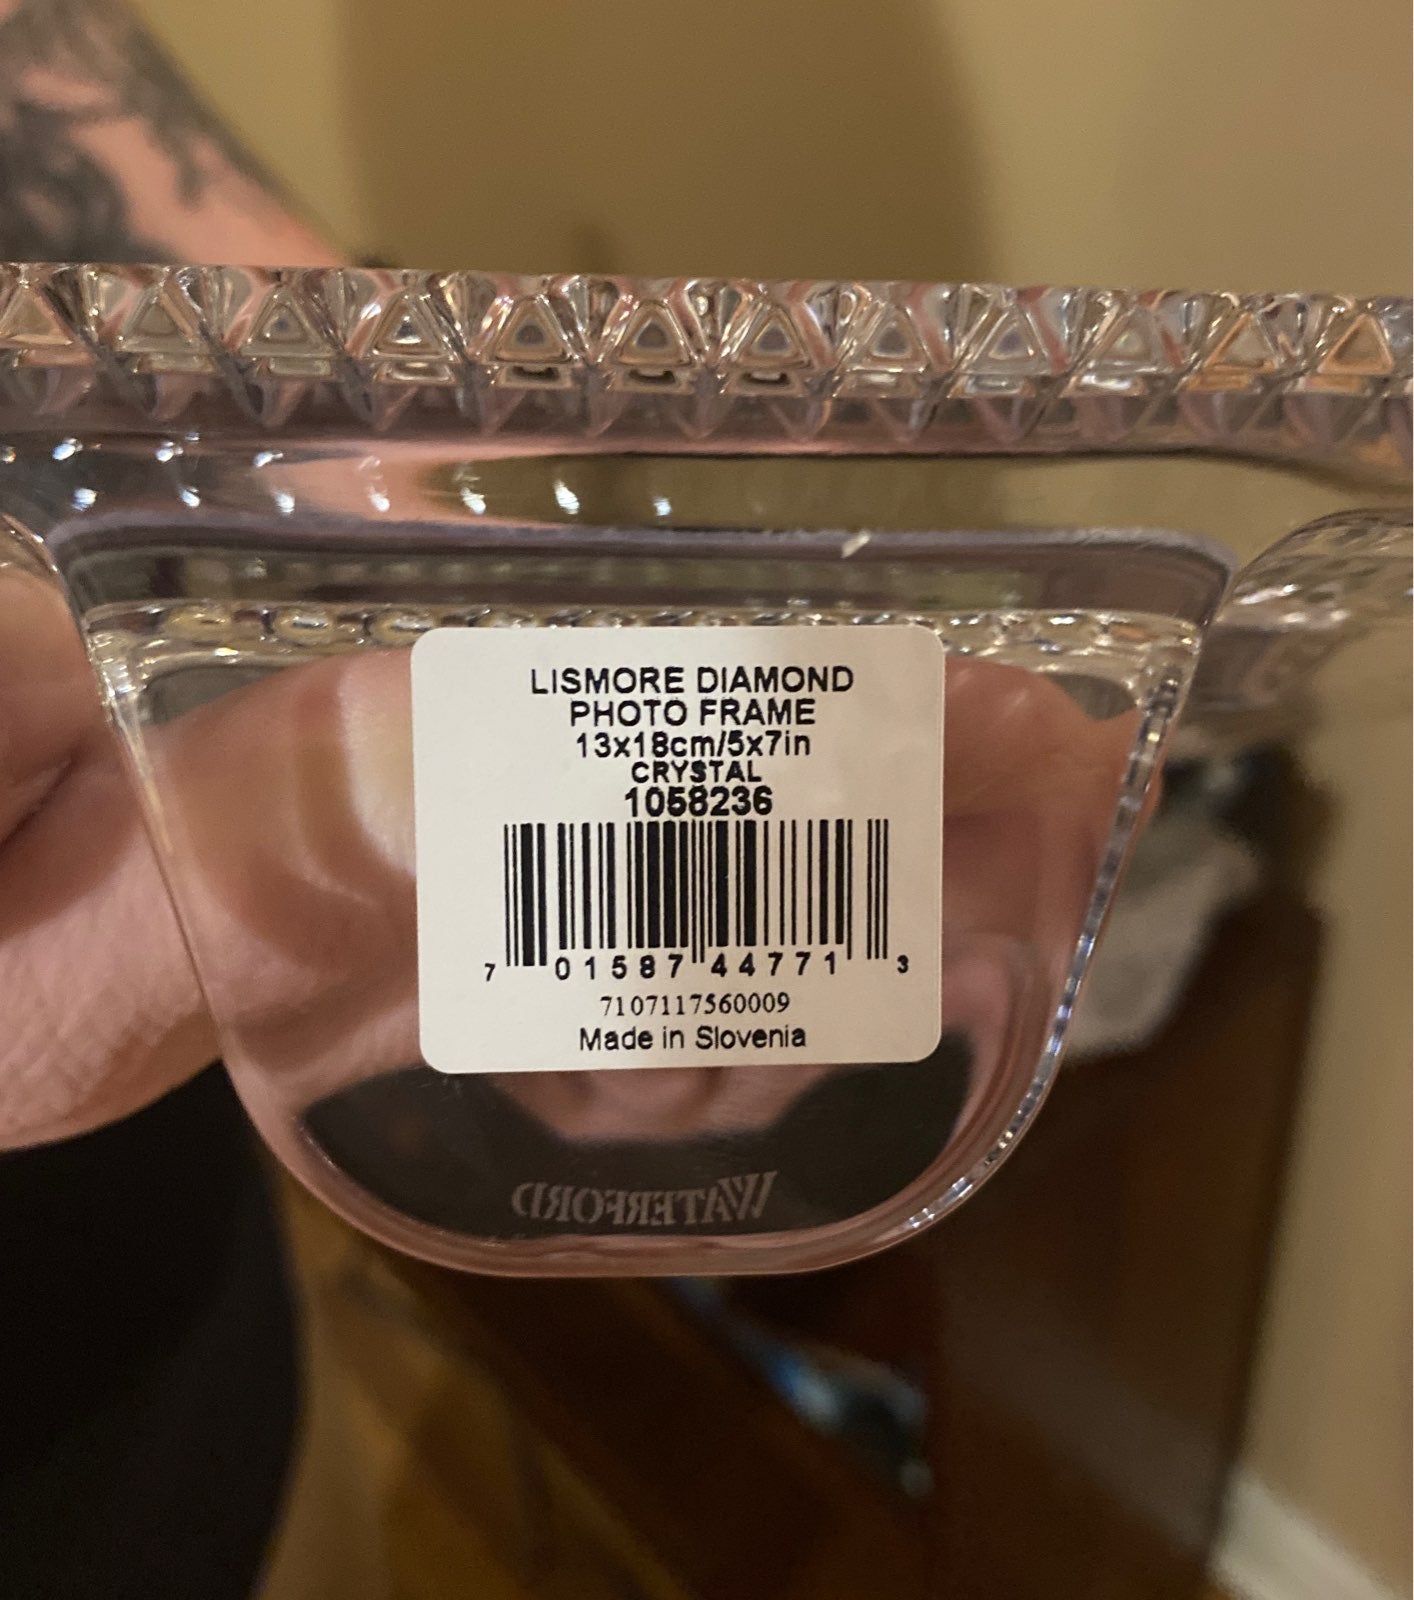 LISMORE DIAMOND
PHOTO FRAME
13x18cm/5x7in
CRYSTAL
1058236
7 01587 44771 3
7107117560009
Made in Slovenia
WATERFORD